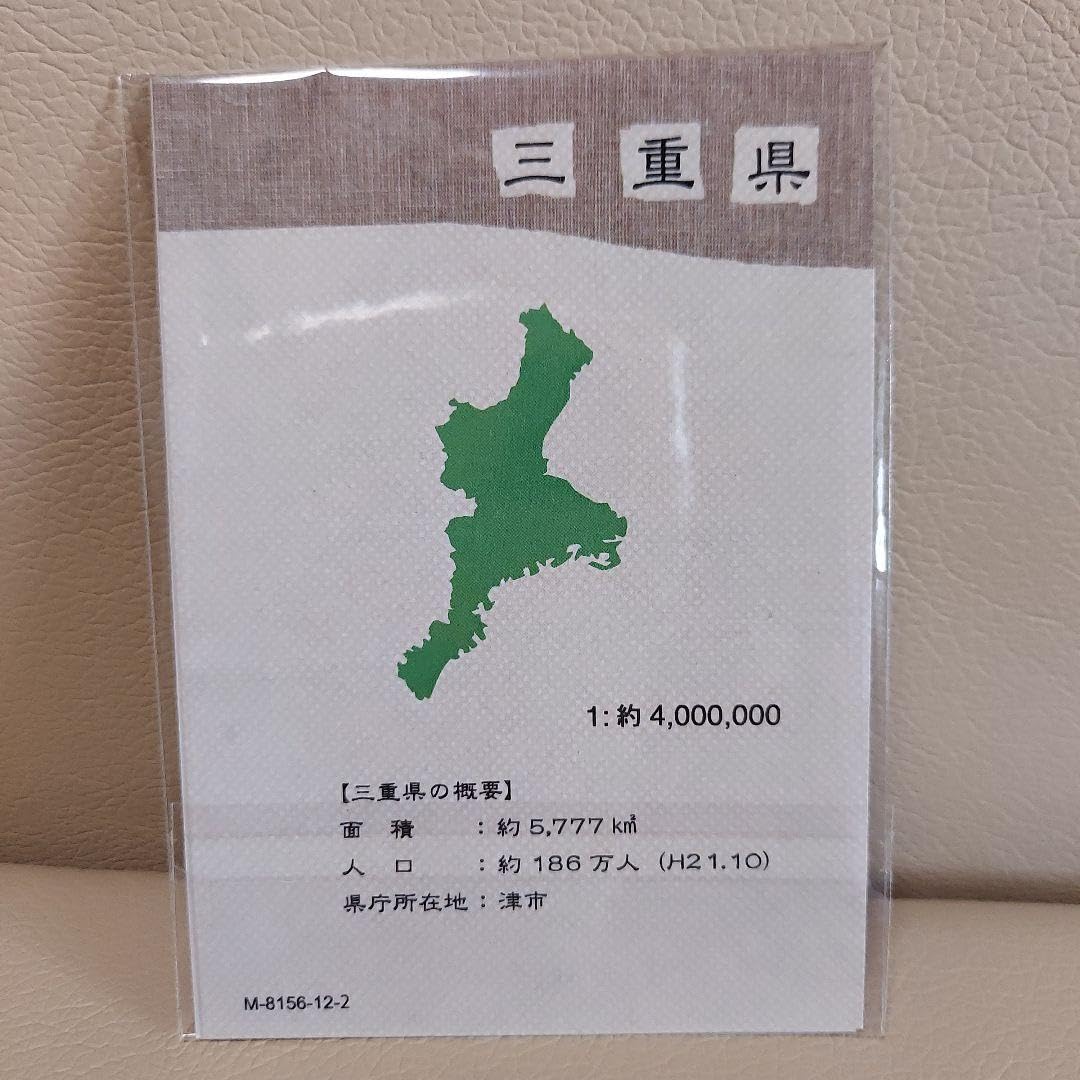 三重県
1: 約 4,000,000
【三重県の概要】
面 積 : 約 5,777 k㎡
人 口 : 約 186 万人 (H21.10)
県庁所在地 : 津市
M-8156-12-2